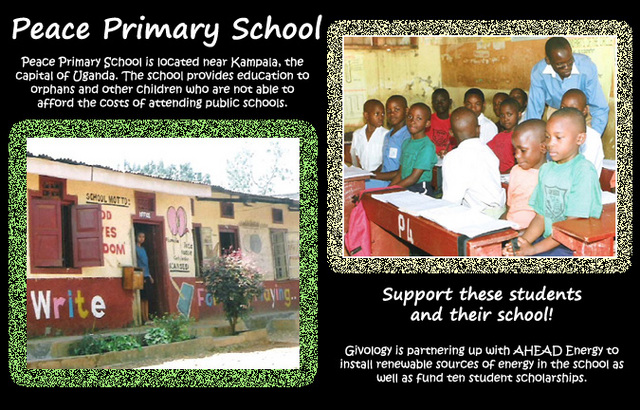 Peace Primary School
Peace Primary School is located near Kampala, the
capital of Uganda. The school provides education to
orphans and other children who are not able to
afford the costs of attending public schools.
SCHOOL MOTTO
OFFICE
Write
P4
Support these students
and their school!
Givology is partnering up with AHEAD Energy to
install renewable sources of energy in the school as
well as fund ten student scholarships.